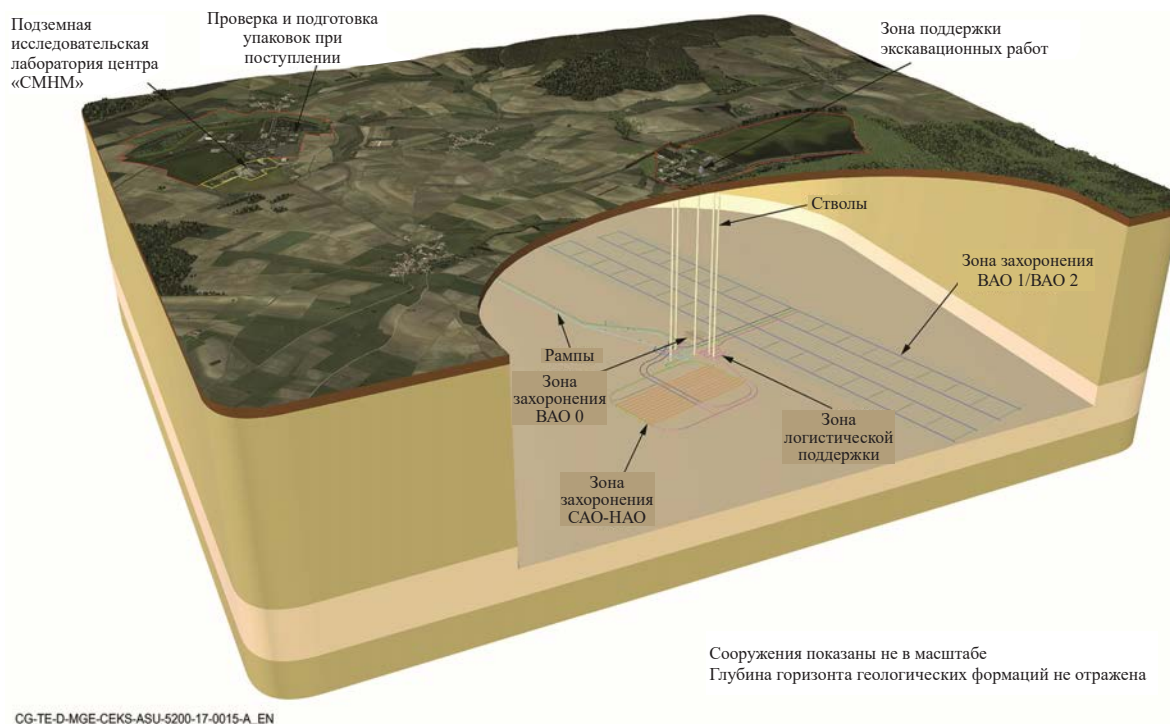 Подземная
исследовательская
лаборатория центра
«СМНМ»
Проверка и подготовка
упаковок при
поступлении
Зона поддержки
экскавационных работ
Стволы
Зона захоронения
ВАО 1/ВАО 2
Рампы
Зона
захоронения
ВАО 0
Зона
логистической
поддержки
Зона
захоронения
САО-НАО
Сооружения показаны не в масштабе
Глубина горизонта геологических формаций не отражена
CG-TE-D-MGE-CEKS-ASU-5200-17-0015-A_EN